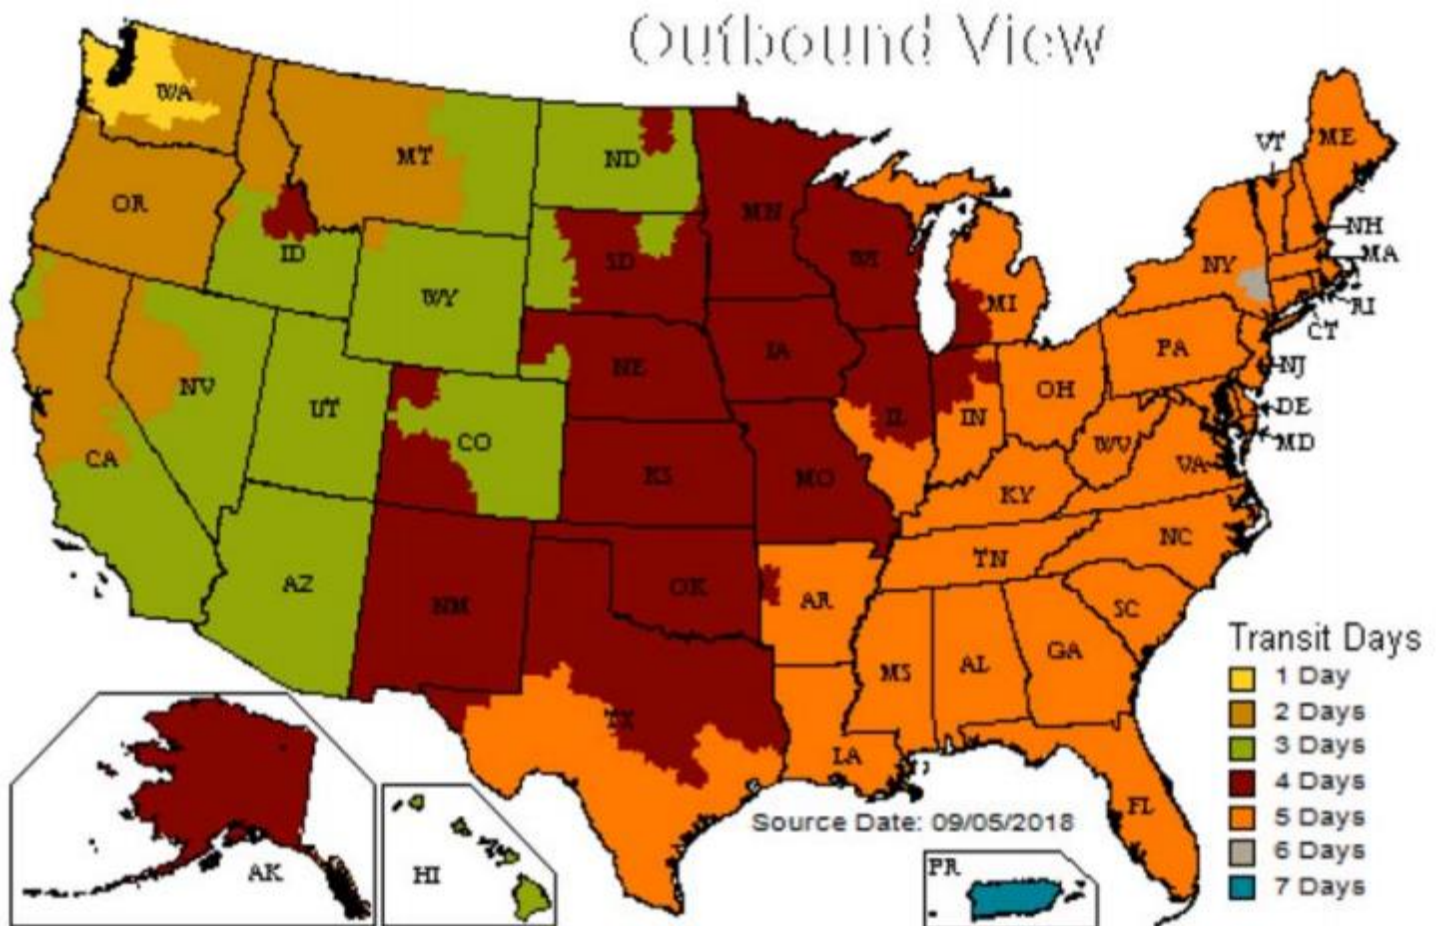 Outbound View
WA
MT
ND
VT
ME
OR
MN
ID
SD
WI
NH
MA
NY
WY
MI
RI
CT
IA
PA
NV
NE
NJ
UT
OH
IL
IN
DE
CO
CA
WV
MD
KS
MO
VA
KY
NC
TN
AZ
NM
OK
AR
SC
Transit Days
GA
MS
AL
1 Day
TX
2 Days
LA
3 Days
4 Days
FL
5 Days
Source Date: 09/05/2018
6 Days
PR
AK
HI
7 Days